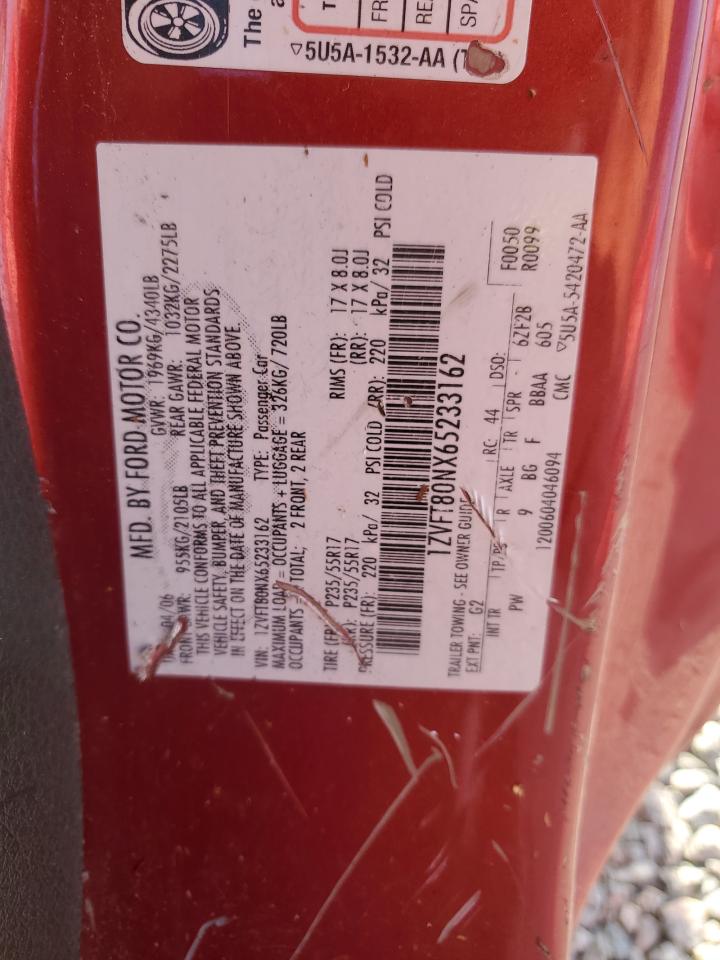 The
5U5A-1532-AA
MFD. BY FORD MOTOR CO.
04/06 GVWR: 1969KG/4340LB
FRONT 955KG/2105LB REAR GAWR: 1032KG/2275LB
THIS VEHICLE CONFORMS TO ALL APPLICABLE FEDERAL MOTOR
VEHICLE SAFETY, BUMPER, AND THEFT PREVENTION STANDARDS
IN EFFECT ON THE DATE OF MANUFACTURE SHOWN ABOVE.
VIN: 1ZVFT80NX65233162 TYPE: Passenger Car
MAXIMUM LOAD = OCCUPANTS + LUGGAGE = 326KG/720LB
OCCUPANTS = TOTAL; 2 FRONT, 2 REAR
TIRE P235/55R17 RIMS (FR): 17 X 8.0J
P235/55R17 (RR): 17 X 8.0J
PRESSURE (FR): 220 kPa/ 32 PSI COLD (RR): 220 kPa/ 32 PSI COLD
1ZVFT80NX65233162
TRAILER TOWING - SEE OWNER GUIDE
EXT PNT: G2 RC: 44 DSO: F0050
R0099
INT TR R AXLE TR SPR - 6ZF2B
PW 9 BG F BBAA 605
1200604046094 CMC 5U5A-5420472-AA